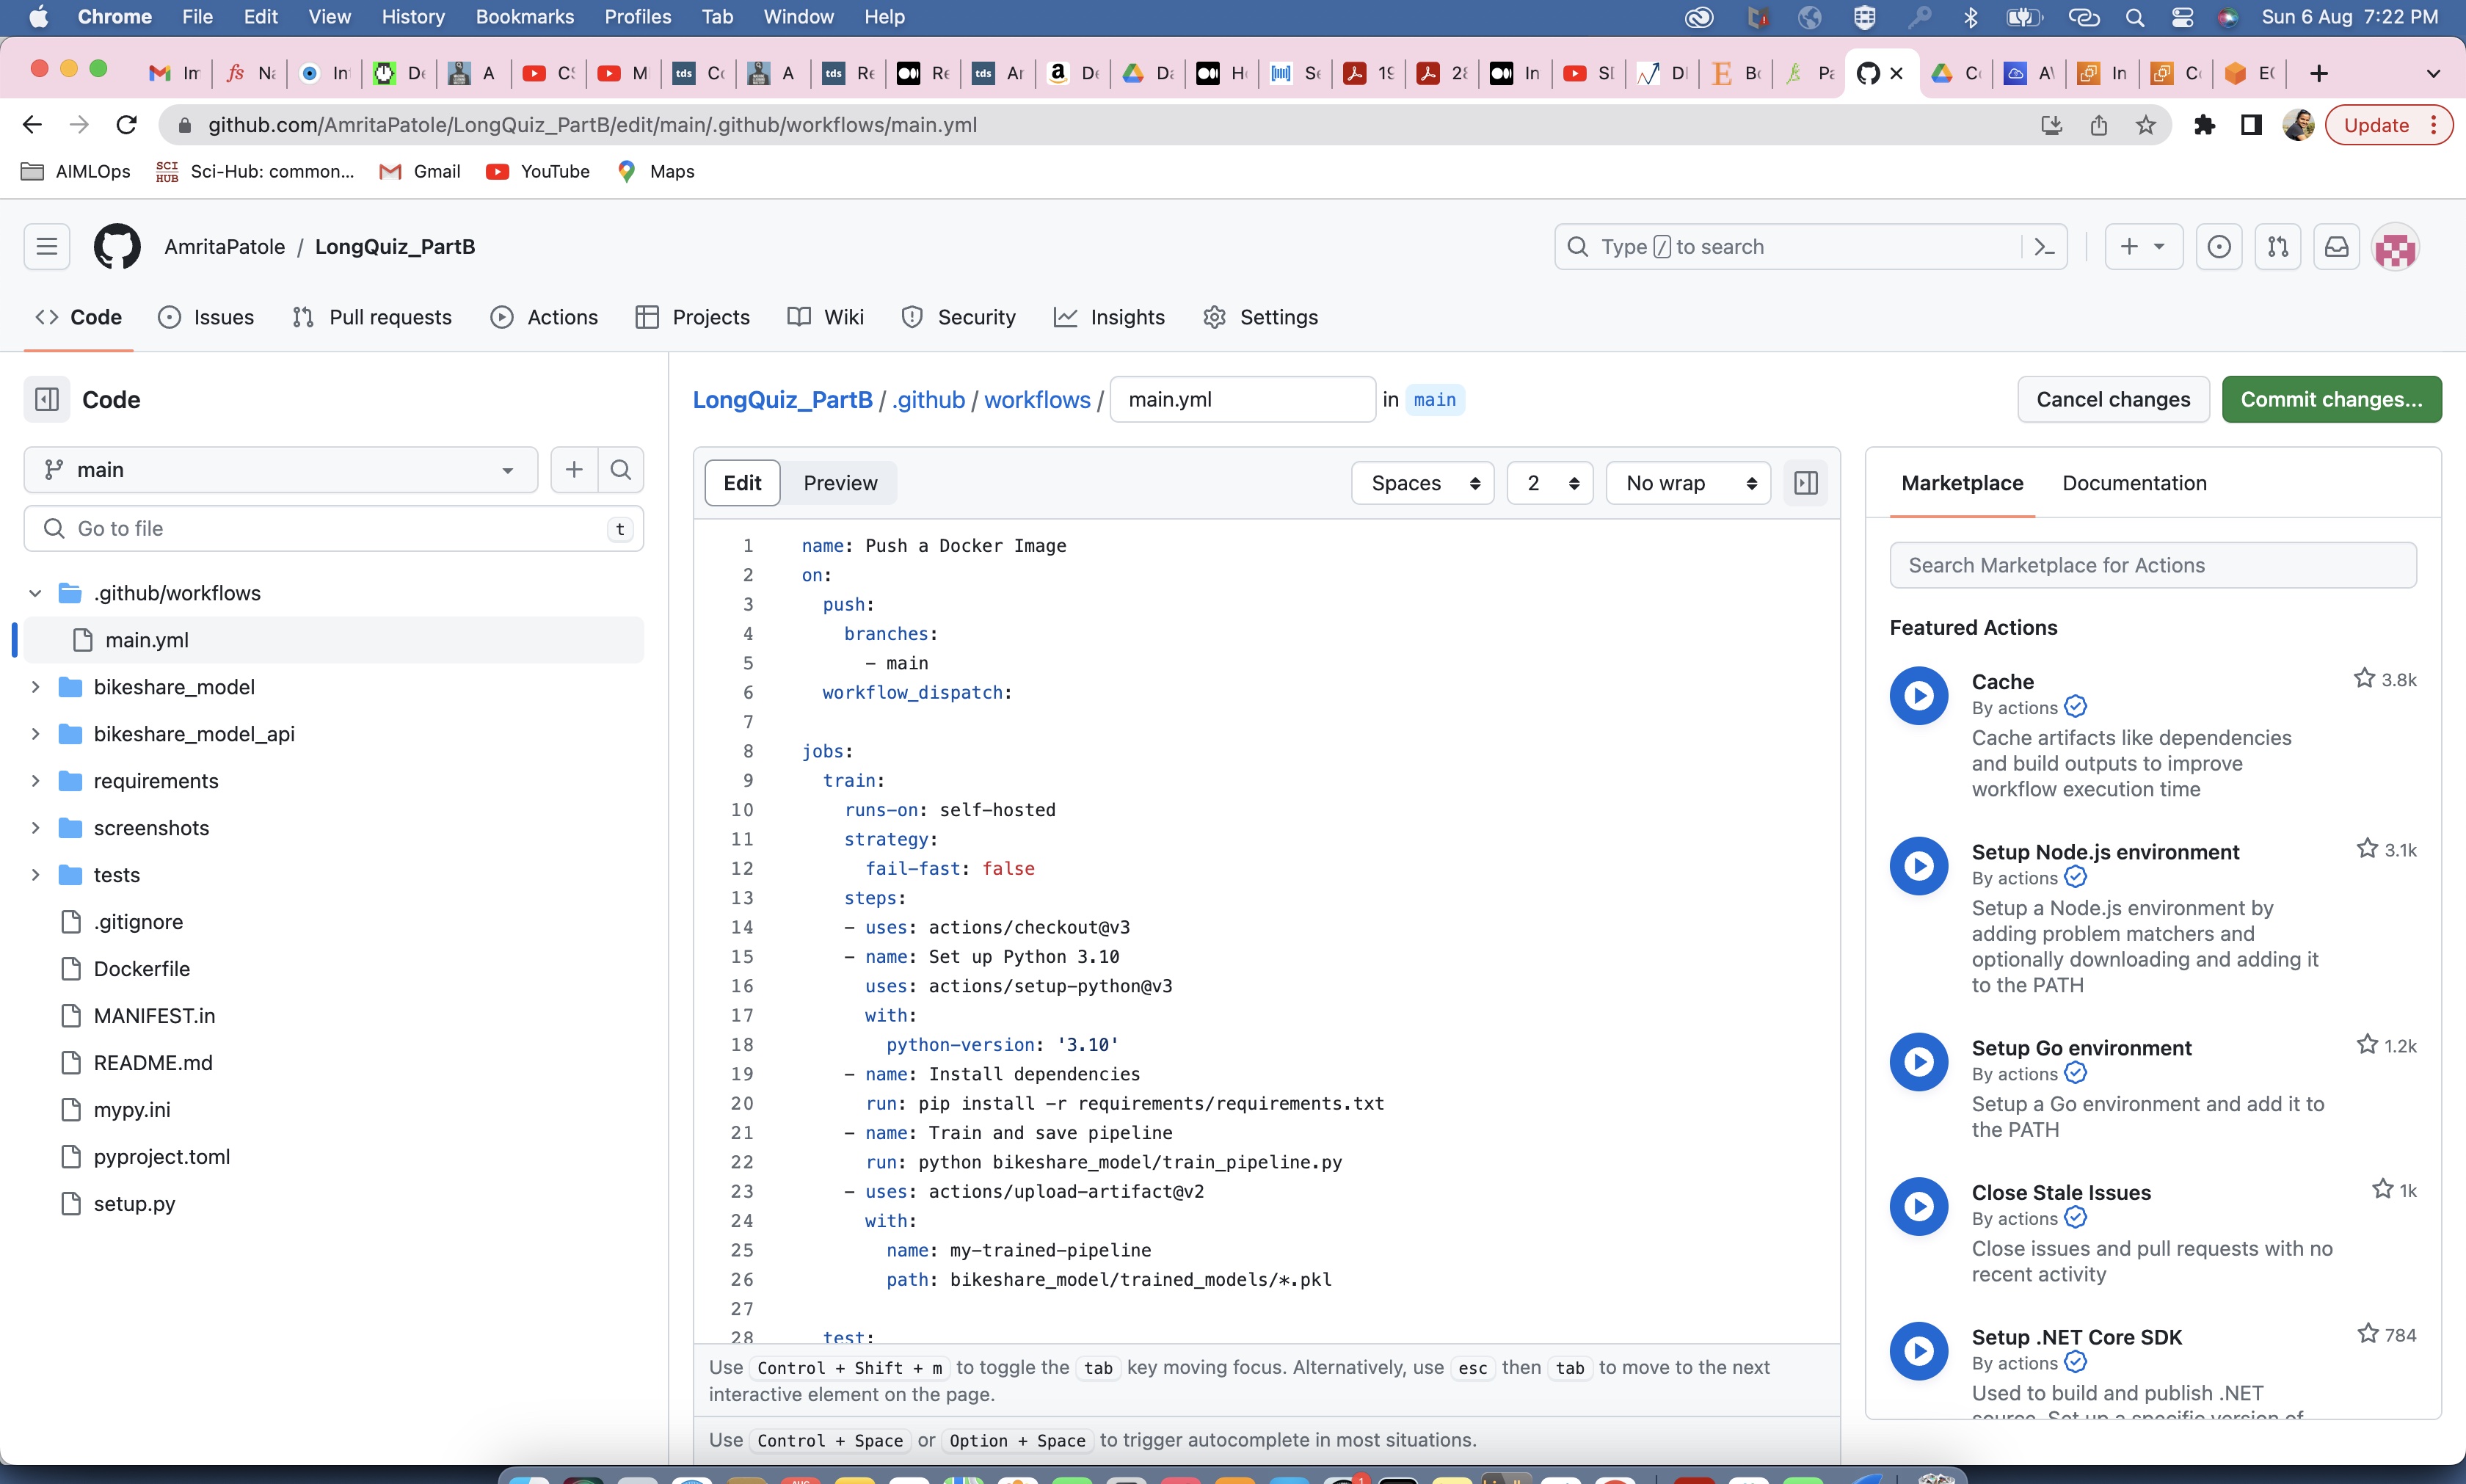 Chrome File Edit View History Bookmarks Profiles Tab Window Help Sun 6 Aug 7:22 PM
github.com/AmritaPatole/LongQuiz_PartB/edit/main/.github/workflows/main.yml Update
AIMLOps SCI HUB Sci-Hub: common... Gmail YouTube Maps
AmritaPatole / LongQuiz_PartB Type / to search
Code Issues Pull requests Actions Projects Wiki Security Insights Settings
Code
main
Go to file t
.github/workflows
main.yml
bikeshare_model
bikeshare_model_api
requirements
screenshots
tests
.gitignore
Dockerfile
MANIFEST.in
README.md
mypy.ini
pyproject.toml
setup.py
LongQuiz_PartB / .github / workflows / main.yml in main
Cancel changes Commit changes...
Edit Preview Spaces 2 No wrap
1 name: Push a Docker Image
2 on:
3 push:
4 branches:
5 - main
6 workflow_dispatch:
7
8 jobs:
9 train:
10 runs-on: self-hosted
11 strategy:
12 fail-fast: false
13 steps:
14 - uses: actions/checkout@v3
15 - name: Set up Python 3.10
16 uses: actions/setup-python@v3
17 with:
18 python-version: '3.10'
19 - name: Install dependencies
20 run: pip install -r requirements/requirements.txt
21 - name: Train and save pipeline
22 run: python bikeshare_model/train_pipeline.py
23 - uses: actions/upload-artifact@v2
24 with:
25 name: my-trained-pipeline
26 path: bikeshare_model/trained_models/*.pkl
27
28 test:
Use Control + Shift + m to toggle the tab key moving focus. Alternatively, use esc then tab to move to the next
interactive element on the page.
Use Control + Space or Option + Space to trigger autocomplete in most situations.
Marketplace Documentation
Search Marketplace for Actions
Featured Actions
Cache 3.8k
By actions
Cache artifacts like dependencies
and build outputs to improve
workflow execution time
Setup Node.js environment 3.1k
By actions
Setup a Node.js environment by
adding problem matchers and
optionally downloading and adding it
to the PATH
Setup Go environment 1.2k
By actions
Setup a Go environment and add it to
the PATH
Close Stale Issues 1k
By actions
Close issues and pull requests with no
recent activity
Setup .NET Core SDK 784
By actions
Used to build and publish .NET
source. Set up a specific version of